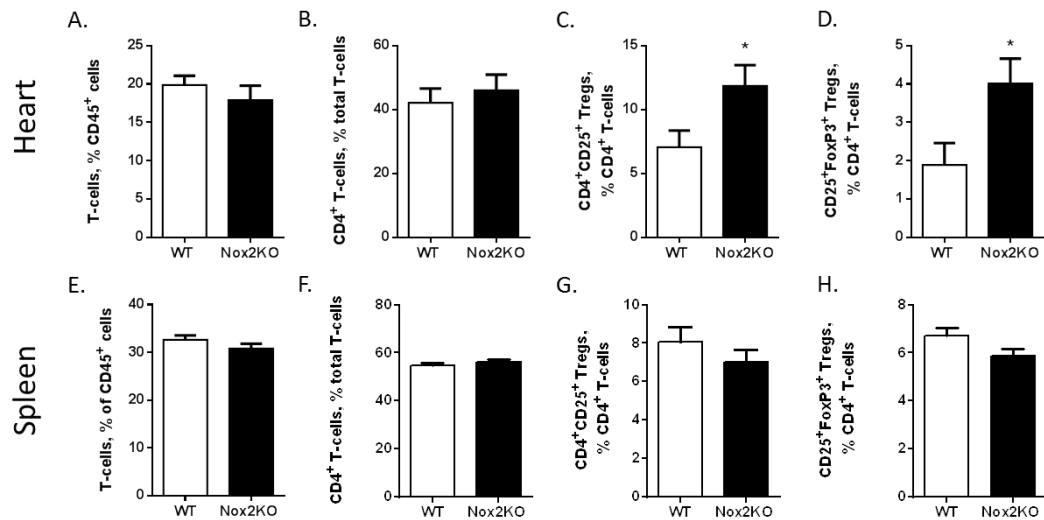 Heart
A.
T-cells, % CD45⁺ cells
25
20
15
10
5
0
WT Nox2KO
B.
CD4⁺ T-cells, % total T-cells
60
40
20
0
WT Nox2KO
C.
CD4⁺CD25⁺ Tregs,
% CD4⁺ T-cells
15
10
5
0
*
WT Nox2KO
D.
CD25⁺FoxP3⁺ Tregs,
% CD4⁺ T-cells
5
4
3
2
1
0
*
WT Nox2KO
Spleen
E.
T-cells, % of CD45⁺ cells
40
30
20
10
0
WT Nox2KO
F.
CD4⁺ T-cells, % total T-cells
80
60
40
20
0
WT Nox2KO
G.
CD4⁺CD25⁺ Tregs,
% CD4⁺ T-cells
10
8
6
4
2
0
WT Nox2KO
H.
CD25⁺FoxP3⁺ Tregs,
% CD4⁺ T-cells
8
6
4
2
0
WT Nox2KO